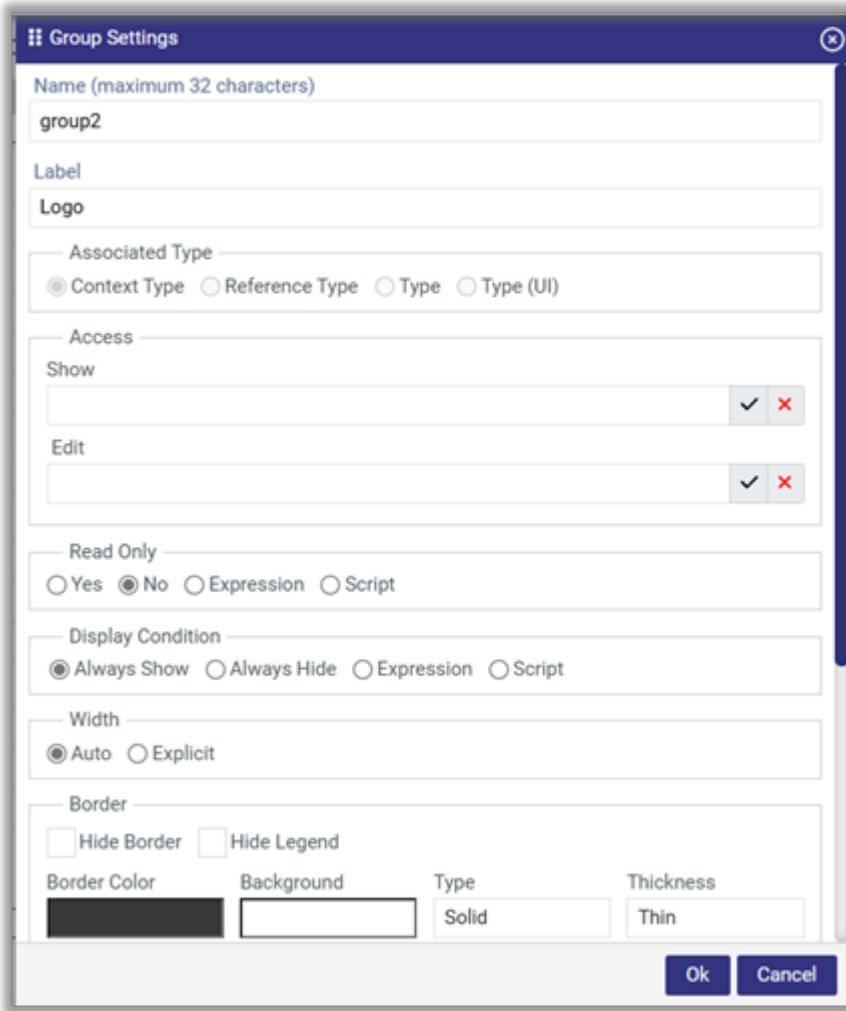 Group Settings
Name (maximum 32 characters)
group2
Label
Logo
Associated Type
Context Type Reference Type Type Type (UI)
Access
Show
Edit
Read Only
Yes No Expression Script
Display Condition
Always Show Always Hide Expression Script
Width
Auto Explicit
Border
Hide Border Hide Legend
Border Color Background Type Thickness
Solid Thin
Ok Cancel